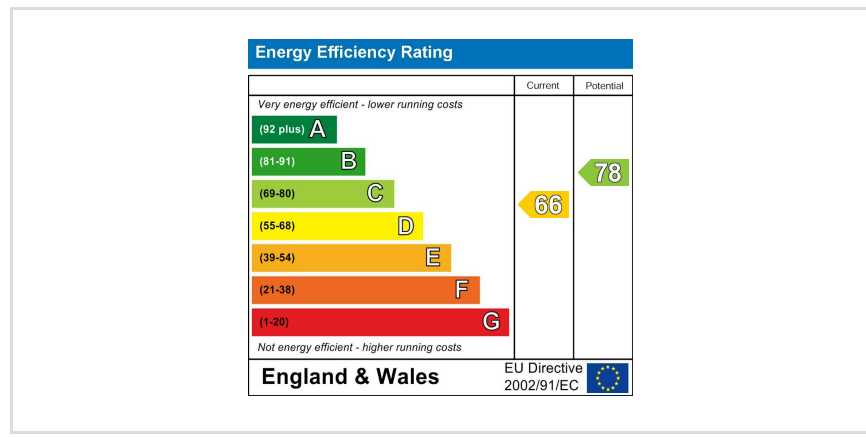 Energy Efficiency Rating
Current Potential
Very energy efficient - lower running costs
(92 plus) A
(81-91) B
78
(69-80) C
66
(55-68) D
(39-54) E
(21-38) F
(1-20) G
Not energy efficient - higher running costs
England & Wales
EU Directive
2002/91/EC